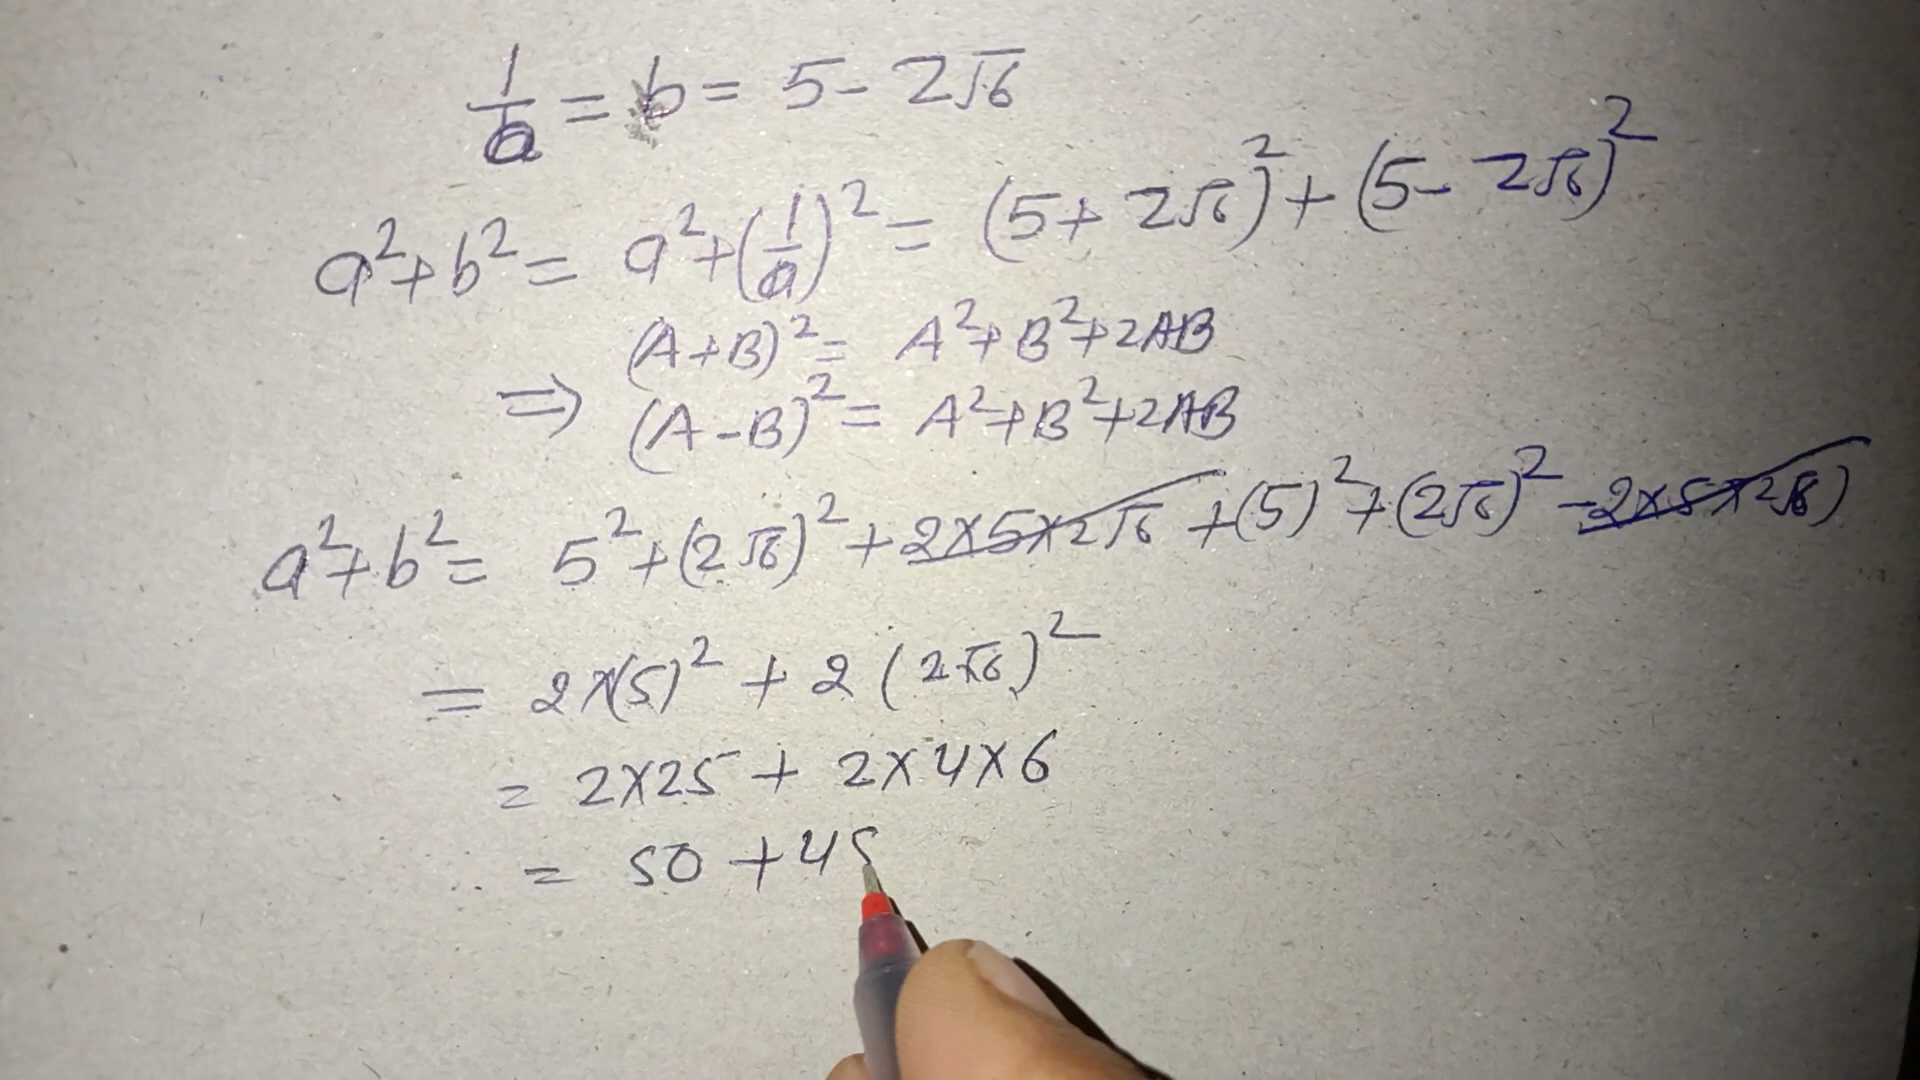 1/a = b = 5 - 2√6
a²+b² = a²+(1/a)² = (5+2√6)²+(5-2√6)²
(A+B)² = A²+B²+2AB
⇒ (A-B)² = A²+B²+2AB
a²+b² = 5²+(2√6)²+2×5×2√6+(5)²+(2√6)²-2×5×2√6)
= 2×(5)² + 2(2√6)²
= 2×25 + 2×4×6
= 50 + 4